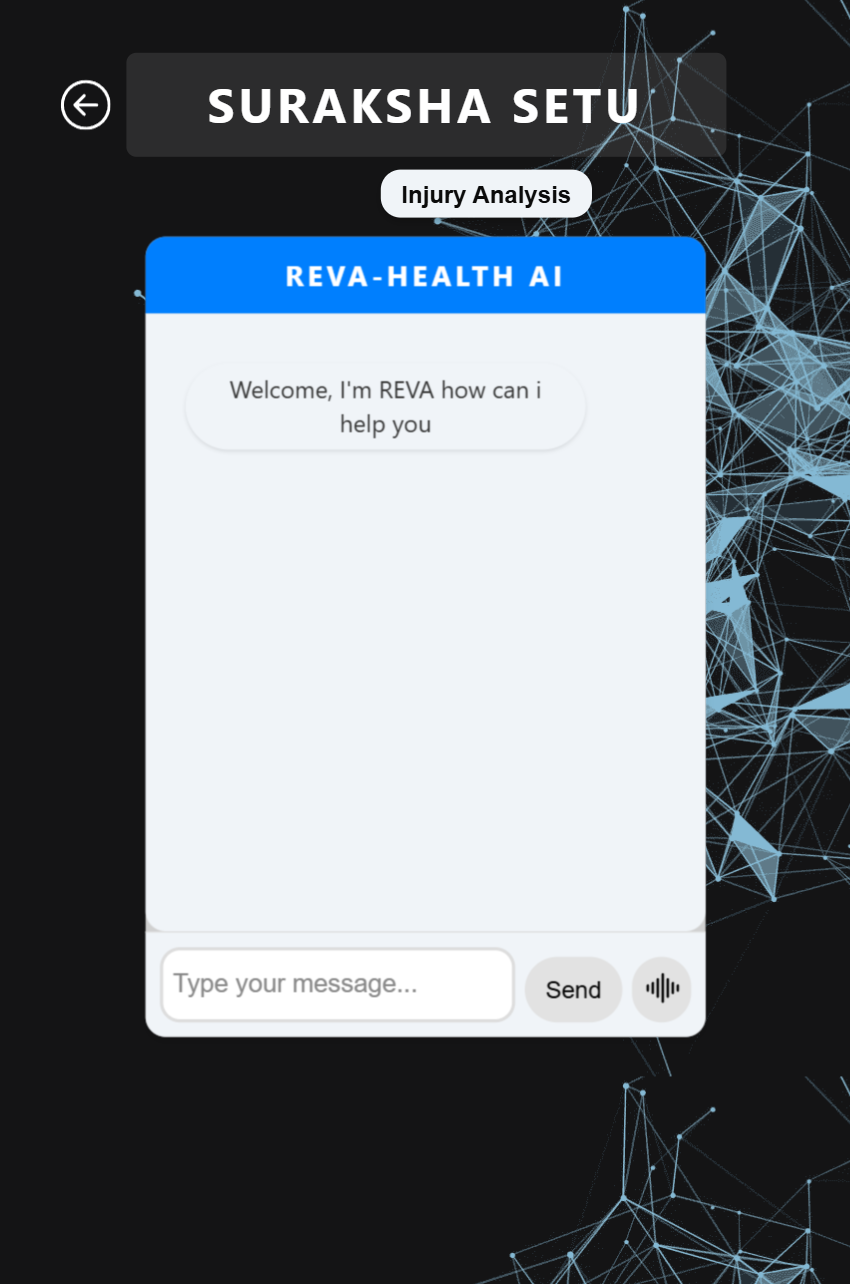 SURAKSHA SETU
Injury Analysis
REVA-HEALTH AI
Welcome, I'm REVA how can i
help you
Type your message...
Send